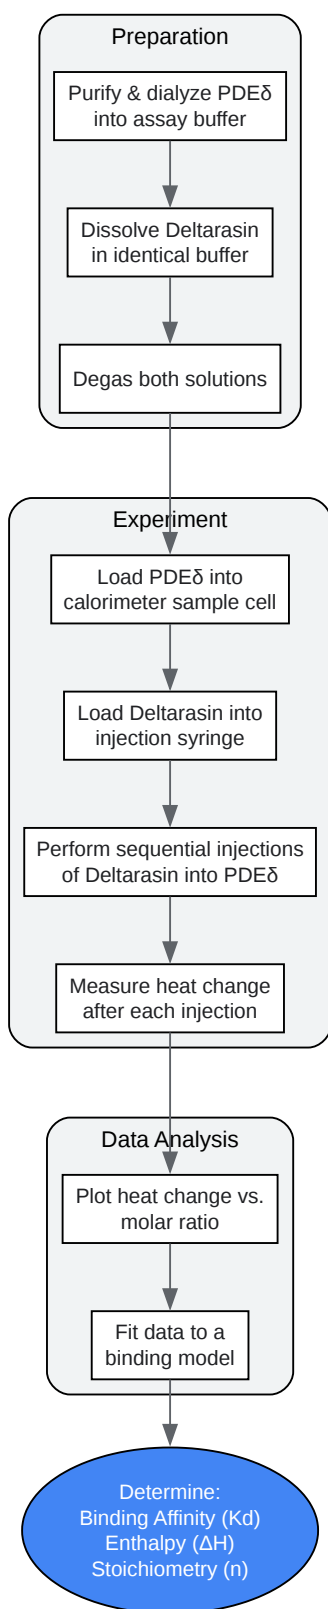 Preparation
Purify & dialyze PDEδ
into assay buffer
Dissolve Deltarasin
in identical buffer
Degas both solutions
Experiment
Load PDEδ into
calorimeter sample cell
Load Deltarasin into
injection syringe
Perform sequential injections
of Deltarasin into PDEδ
Measure heat change
after each injection
Data Analysis
Plot heat change vs.
molar ratio
Fit data to a
binding model
Determine:
Binding Affinity (Kd)
Enthalpy (ΔH)
Stoichiometry (n)